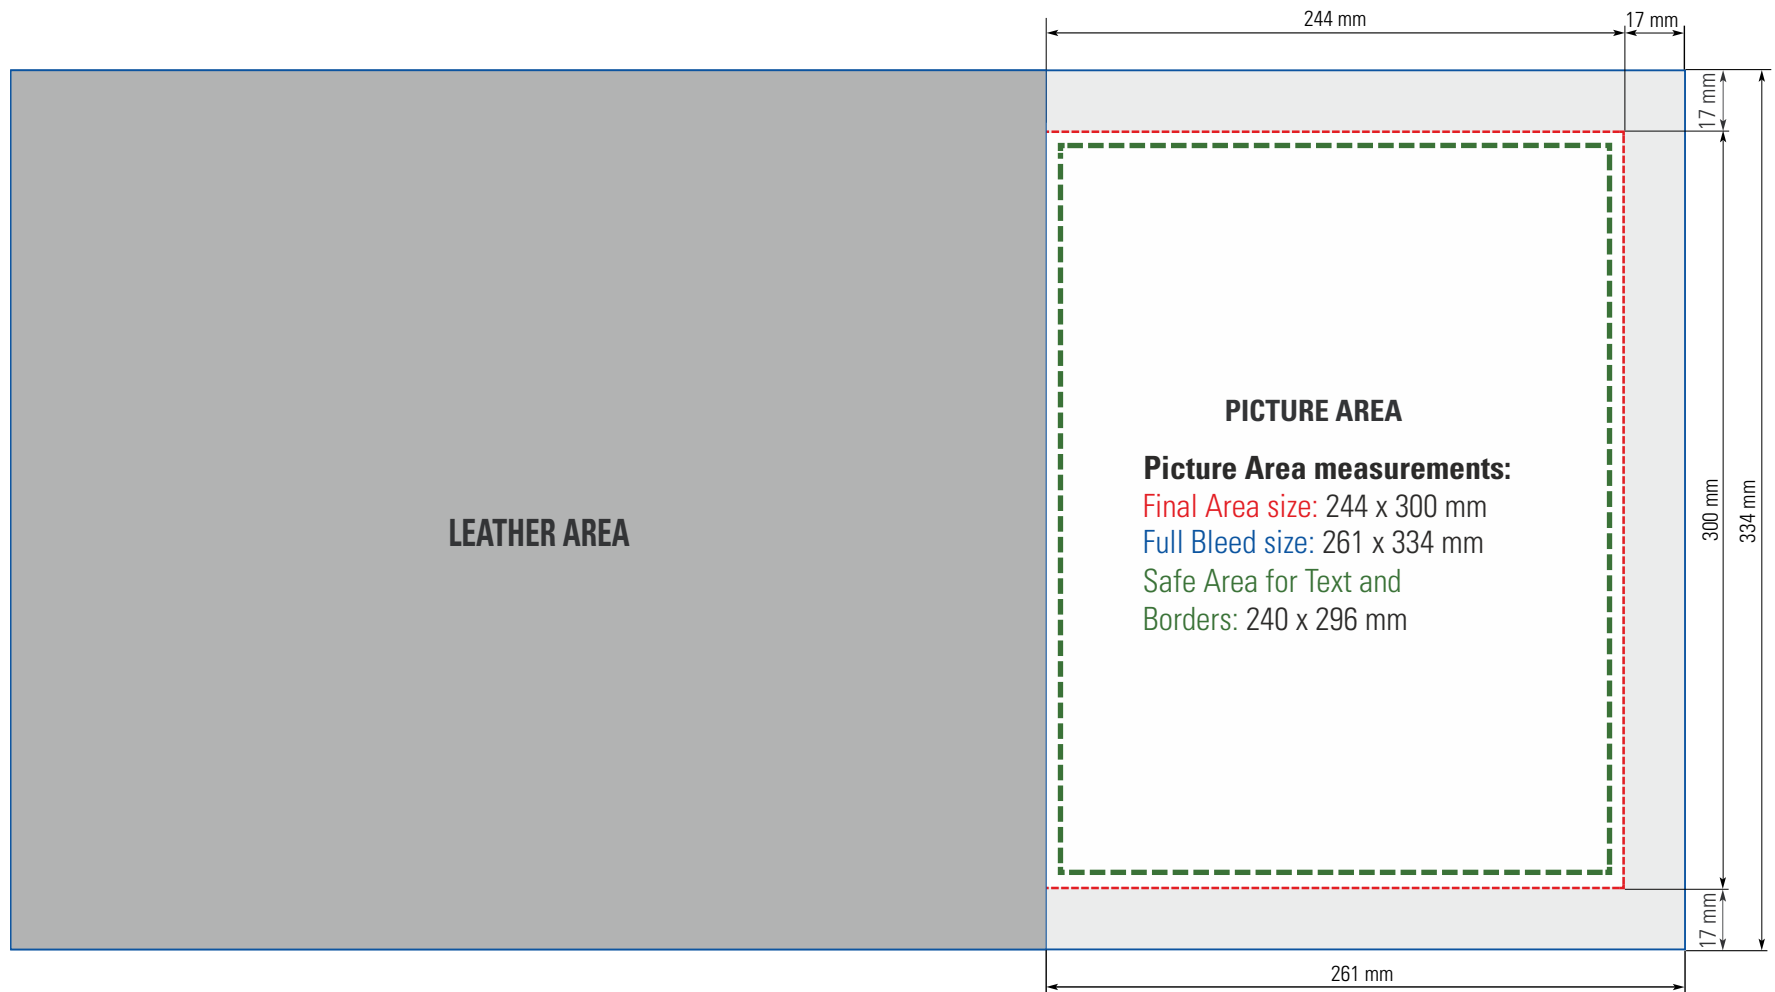 244 mm
17 mm
17 mm
LEATHER AREA
PICTURE AREA
Picture Area measurements:
Final Area size: 244 x 300 mm
Full Bleed size: 261 x 334 mm
Safe Area for Text and
Borders: 240 x 296 mm
300 mm
334 mm
17 mm
261 mm